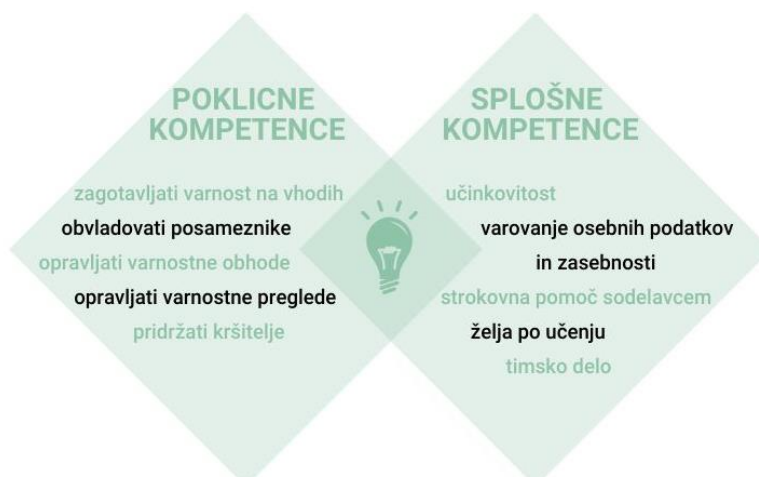 POKLICNE
KOMPETENCE
zagotavljati varnost na vhodih
obvladovati posameznike
opravljati varnostne obhode
opravljati varnostne preglede
pridržati kršitelje
SPLOŠNE
KOMPETENCE
učinkovitost
varovanje osebnih podatkov
in zasebnosti
strokovna pomoč sodelavcem
želja po učenju
timsko delo